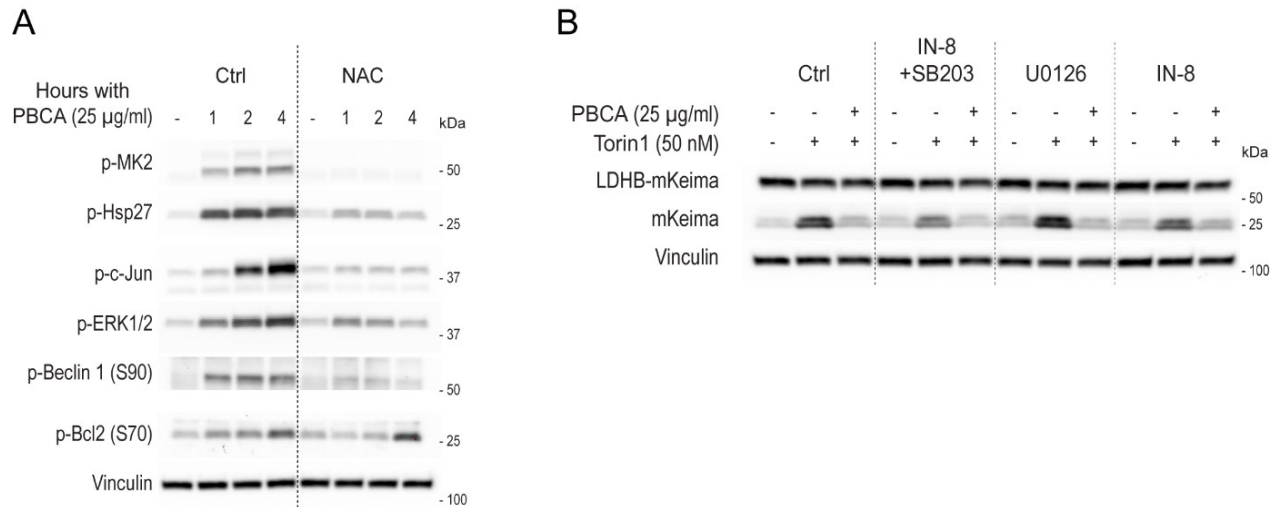 A
Ctrl NAC
Hours with
PBCA (25 µg/ml) - 1 2 4 - 1 2 4 kDa
p-MK2 - 50
p-Hsp27 - 25
p-c-Jun - 37
p-ERK1/2 - 37
p-Beclin 1 (S90) - 50
p-Bcl2 (S70) - 25
Vinculin - 100
B
Ctrl IN-8 +SB203 U0126 IN-8
PBCA (25 µg/ml) - - + - - + - - + - - +
Torin1 (50 nM) - + + - + + - + + - + + kDa
LDHB-mKeima - 50
mKeima - 25
Vinculin - 100